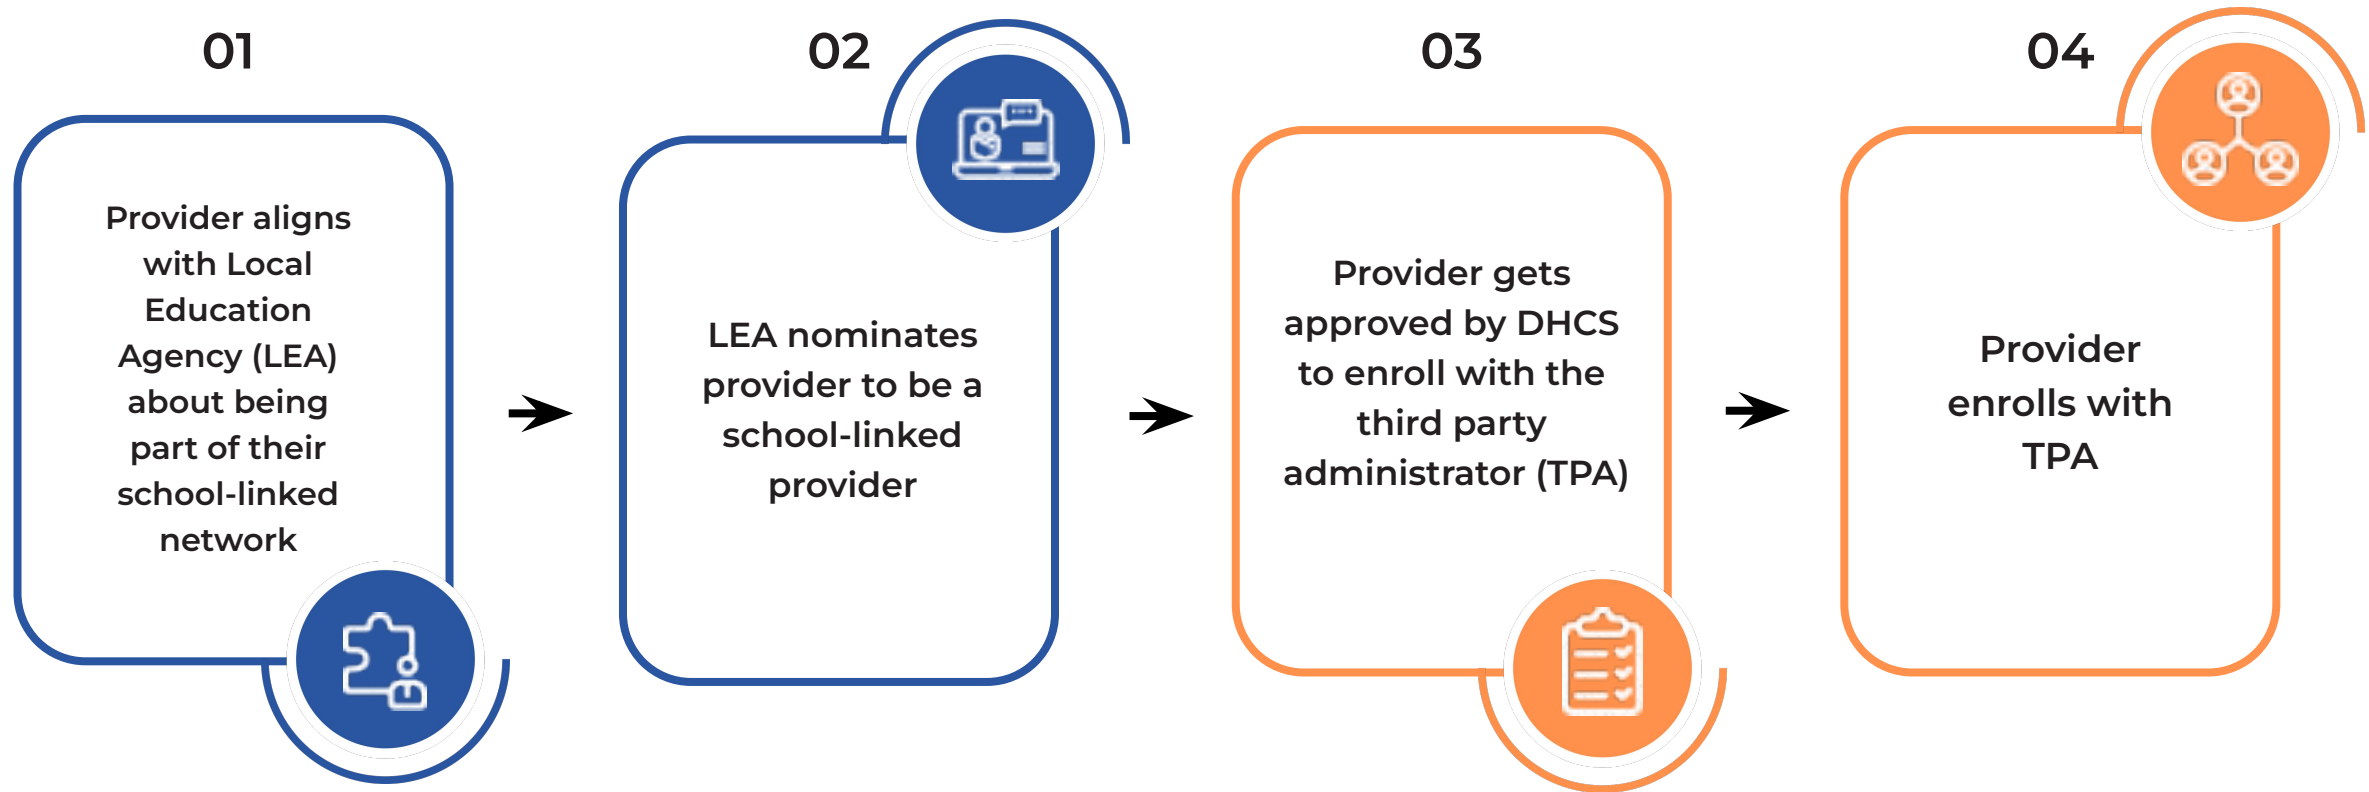 01
Provider aligns
with Local
Education
Agency (LEA)
about being
part of their
school-linked
network
02
LEA nominates
provider to be a
school-linked
provider
03
Provider gets
approved by DHCS
to enroll with the
third party
administrator (TPA)
04
Provider
enrolls with
TPA